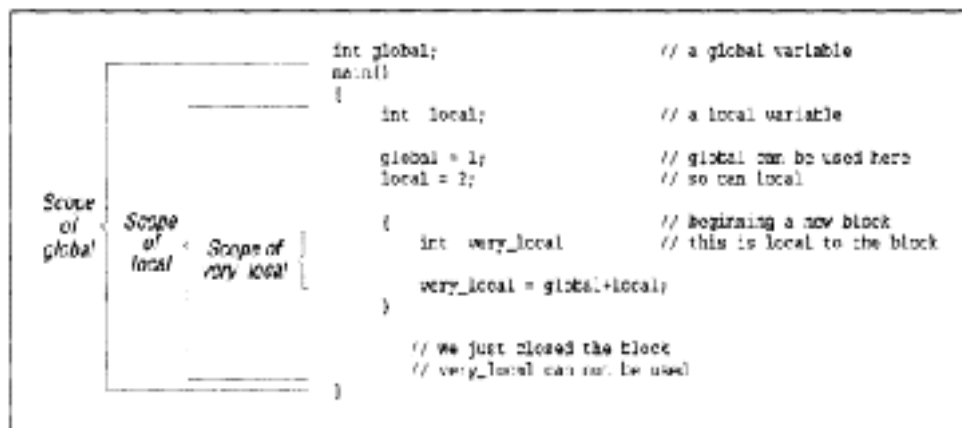 int global; // a global variable
main()
{
int local; // a local variable
global = 1; // global can be used here
local = 2; // so can local
Scope of global
Scope of local
Scope of very_local
{ // beginning a new block
int very_local // this is local to the block
very_local = global+local;
}
// we just closed the block
// very_local can not be used
}